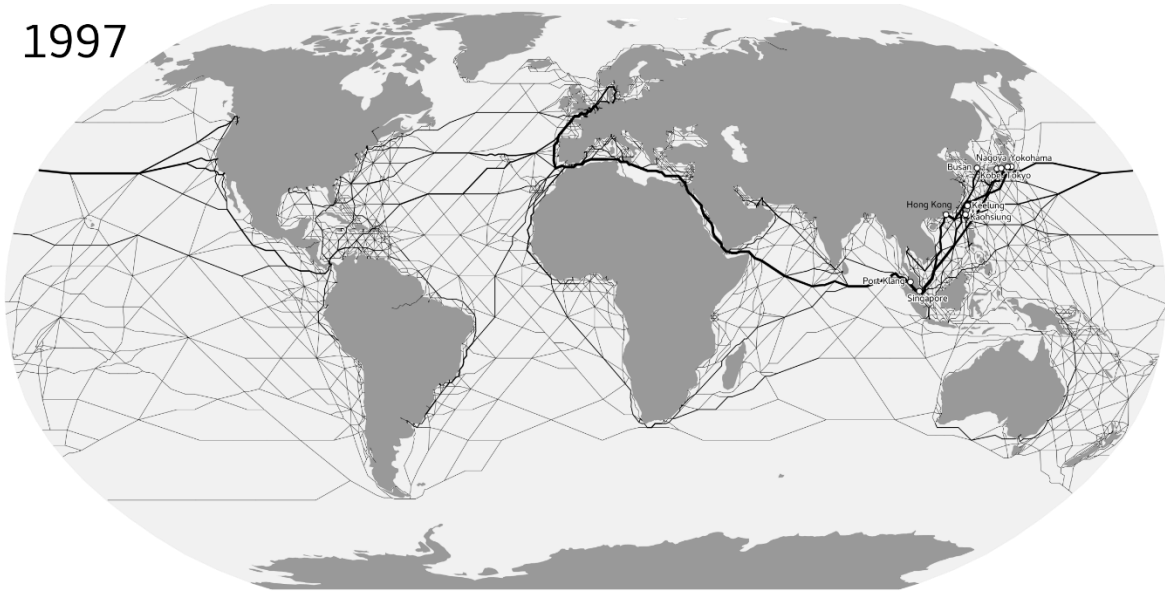 1997
Nagoya Yokohama
Busan
Kobe Tokyo
Hong Kong
Keelung
Kaohsiung
Port Klang
Singapore